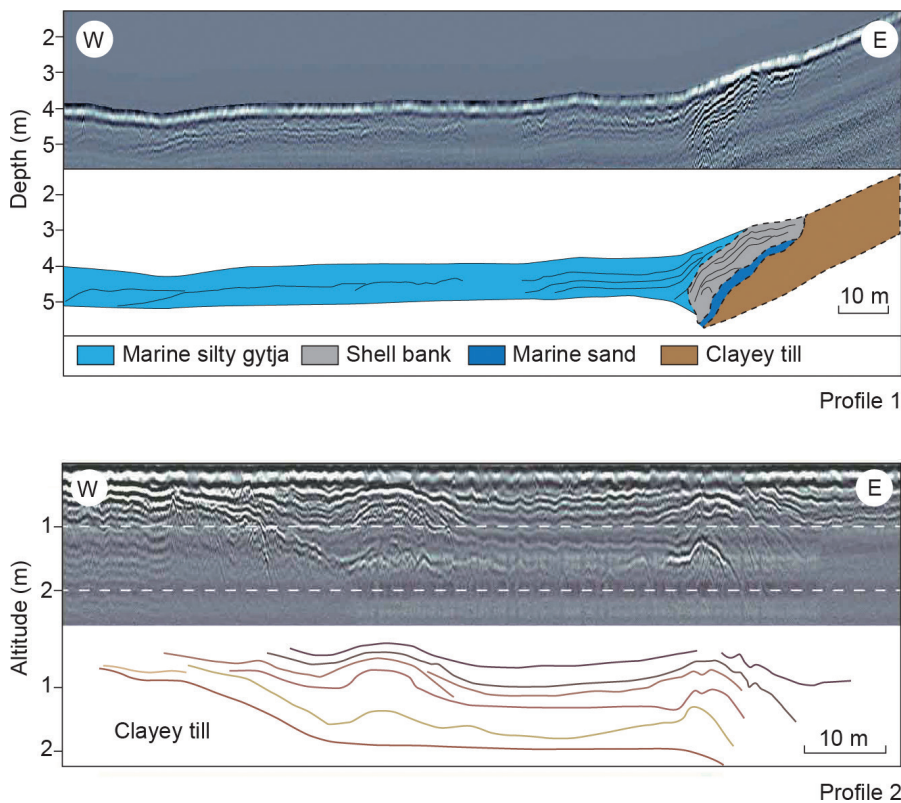 W
E
2
3
4
5
Depth (m)
2
3
4
5
10 m
Marine silty gytja
Shell bank
Marine sand
Clayey till
Profile 1
W
E
1
2
Altitude (m)
1
2
Clayey till
10 m
Profile 2